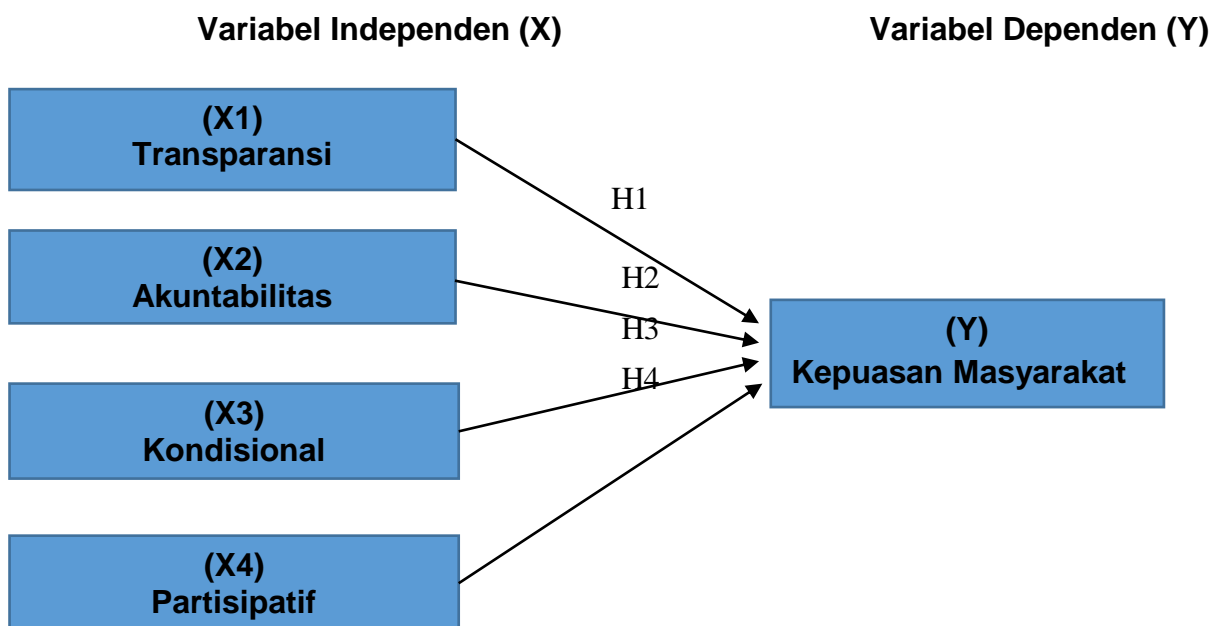 Variabel Independen (X)
Variabel Dependen (Y)
(X1)
Transparansi
H1
(X2)
Akuntabilitas
H2
H3
(Y)
Kepuasan Masyarakat
H4
(X3)
Kondisional
(X4)
Partisipatif